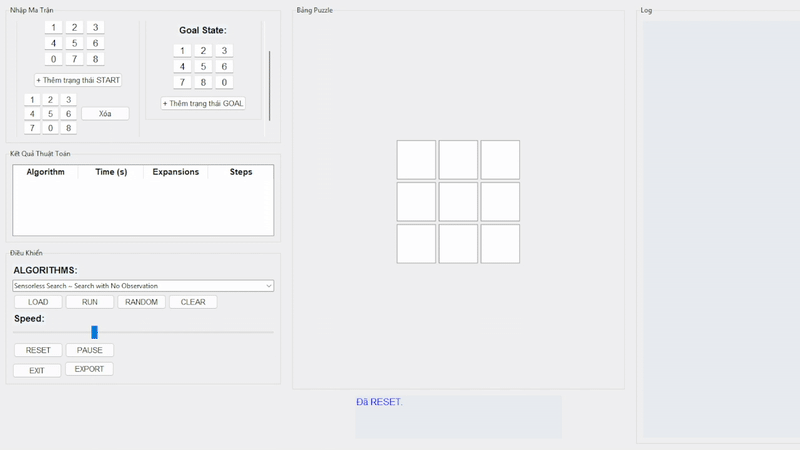 Nhập Ma Trận
1 2 3
4 5 6
0 7 8
+ Thêm trạng thái START
1 2 3
4 5 6
7 0 8
Xóa
Goal State:
1 2 3
4 5 6
7 8 0
+ Thêm trạng thái GOAL
Kết Quả Thuật Toán
Algorithm Time (s) Expansions Steps
Điều Khiển
ALGORITHMS:
Sensorless Search – Search with No Observation
LOAD RUN RANDOM CLEAR
Speed:
RESET PAUSE
EXIT EXPORT
Bảng Puzzle
Đã RESET.
Log